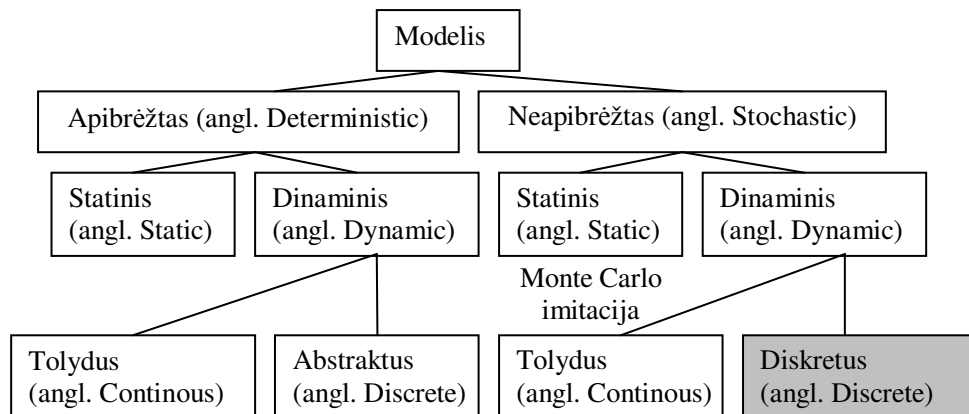 Modelis
Apibrėžtas (angl. Deterministic)
Neapibrėžtas (angl. Stochastic)
Statinis
(angl. Static)
Dinaminis
(angl. Dynamic)
Statinis
(angl. Static)
Dinaminis
(angl. Dynamic)
Monte Carlo
imitacija
Tolydus
(angl. Continous)
Abstraktus
(angl. Discrete)
Tolydus
(angl. Continous)
Diskretus
(angl. Discrete)